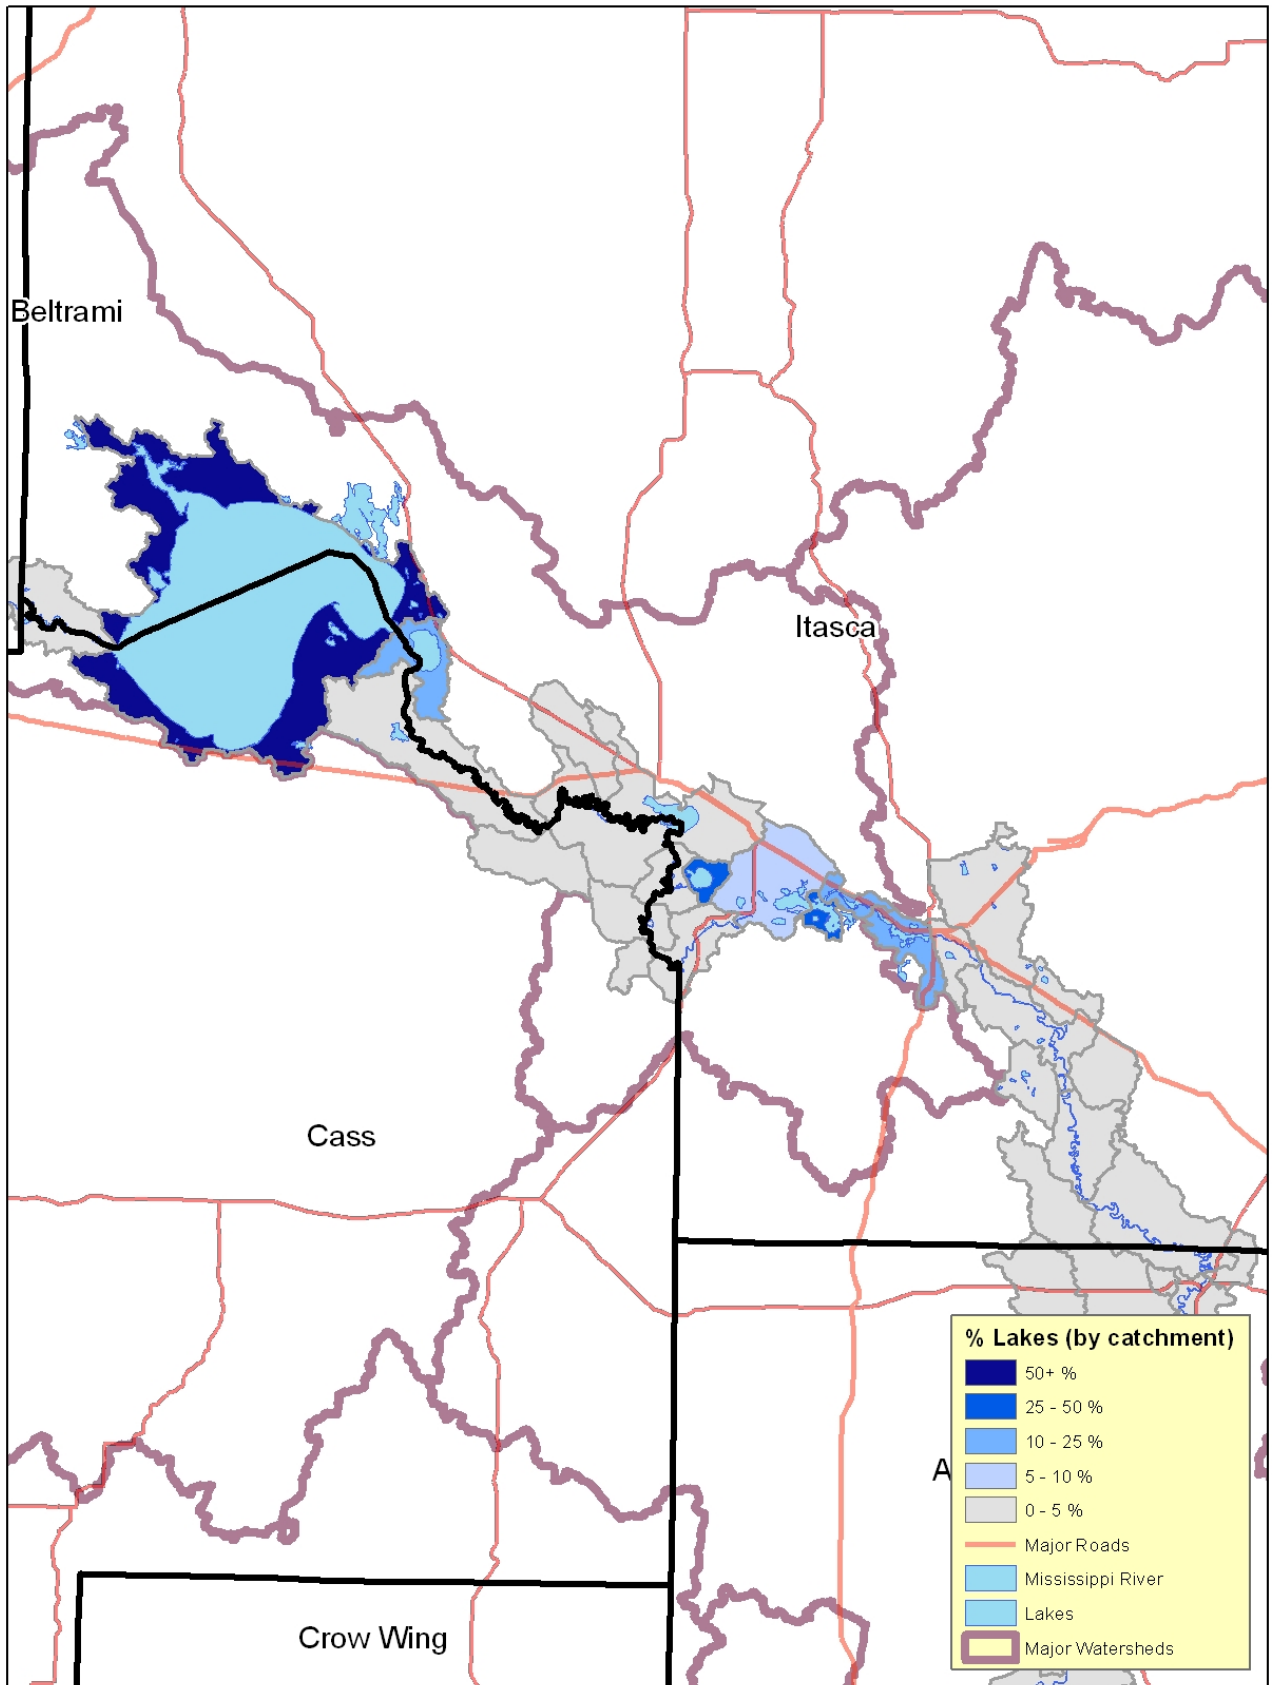 Beltrami
Itasca
Cass
A
Crow Wing
% Lakes (by catchment)
50+ %
25 - 50 %
10 - 25 %
5 - 10 %
0 - 5 %
Major Roads
Mississippi River
Lakes
Major Watersheds